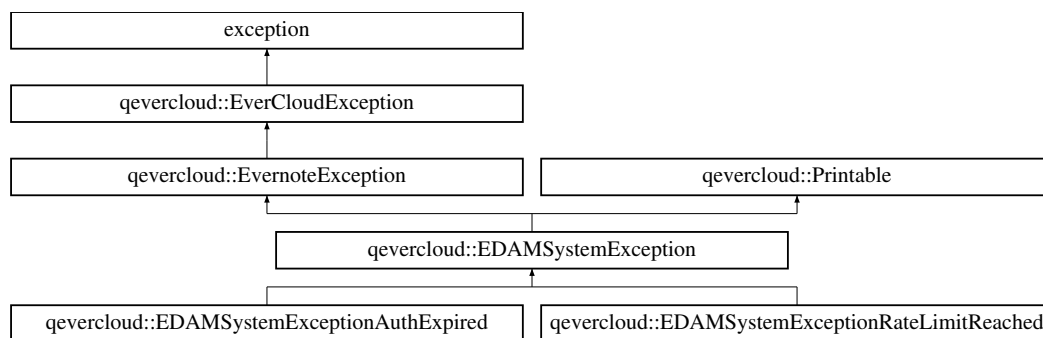 exception
qevercloud::EverCloudException
qevercloud::EvernoteException
qevercloud::Printable
qevercloud::EDAMSystemException
qevercloud::EDAMSystemExceptionAuthExpired
qevercloud::EDAMSystemExceptionRateLimitReached